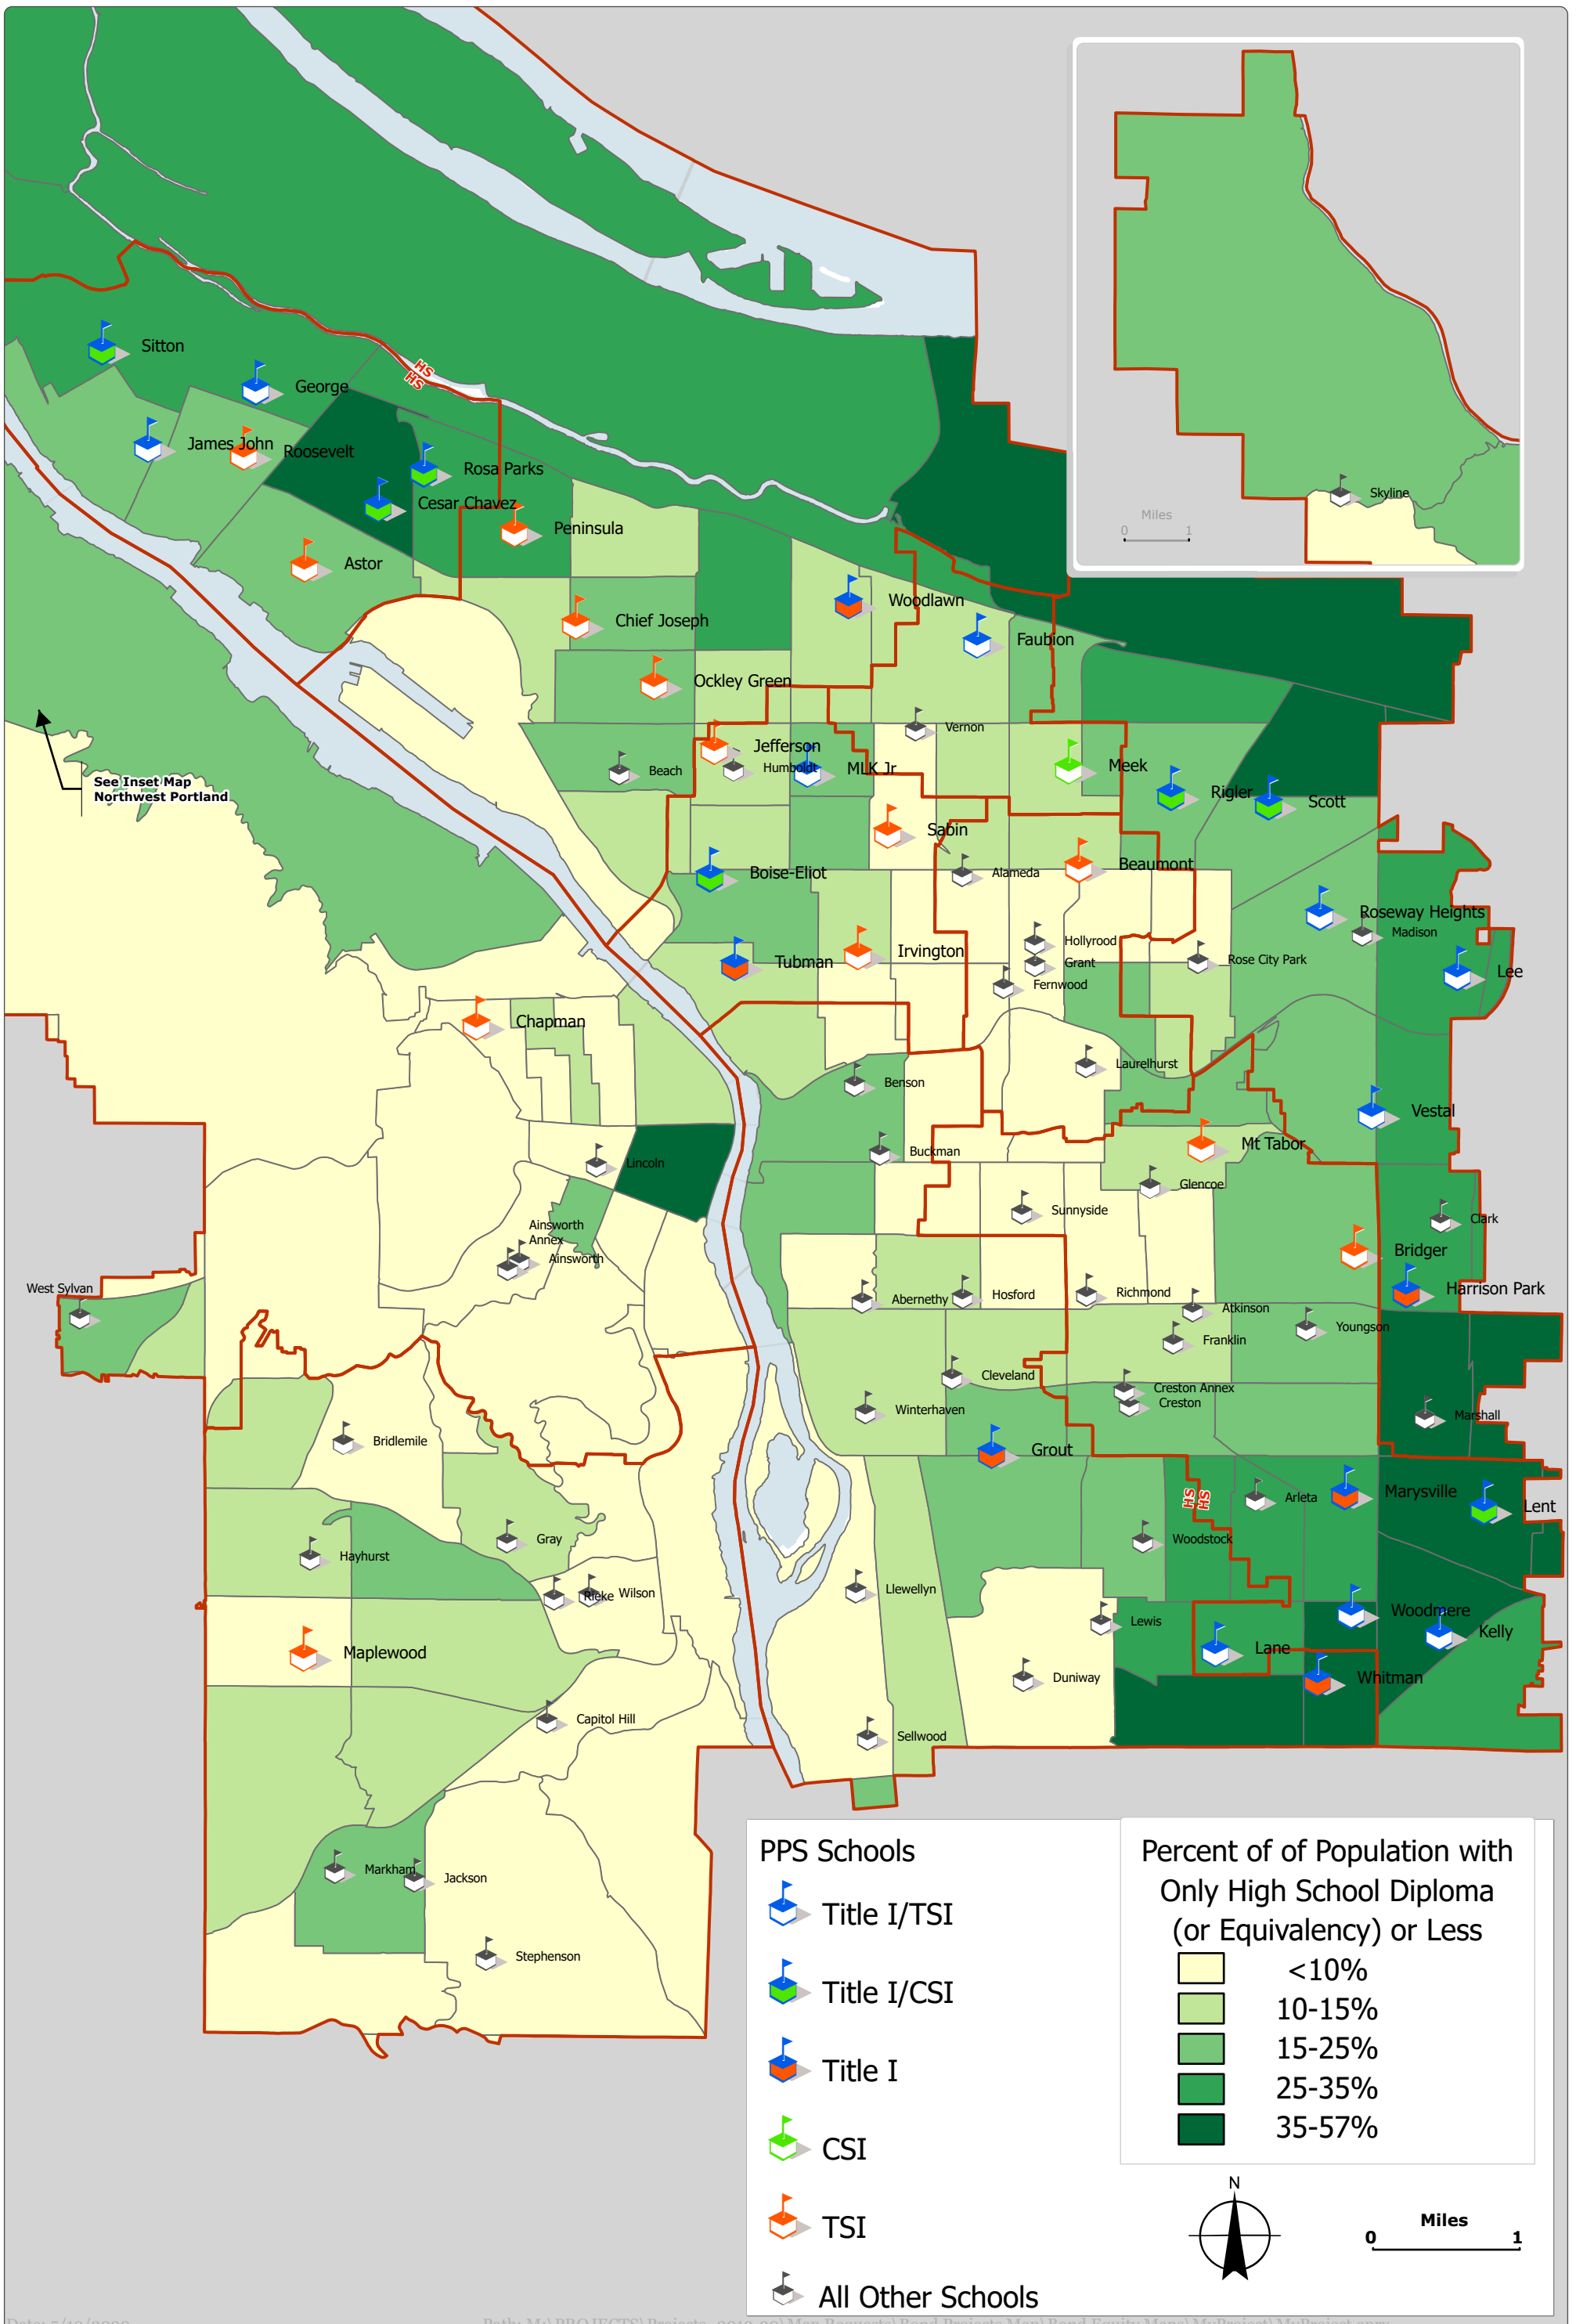 Skyline
Miles
0 1
Sitton
George
HS
HS
James John
Roosevelt
Rosa Parks
Cesar Chavez
Peninsula
Astor
Woodlawn
Chief Joseph
Faubion
Ockley Green
Vernon
Jefferson
Humboldt
MLK Jr
Beach
Meek
See Inset Map
Northwest Portland
Rigler
Scott
Sabin
Beaumont
Boise-Eliot
Alameda
Roseway Heights
Madison
Hollyrood
Irvington
Grant
Rose City Park
Tubman
Lee
Fernwood
Chapman
Laurelhurst
Benson
Vestal
Mt Tabor
Buckman
Lincoln
Glencoe
Sunnyside
Clark
Ainsworth
Annex
Ainsworth
Bridger
West Sylvan
Harrison Park
Abernethy
Hosford
Richmond
Atkinson
Youngson
Franklin
Cleveland
Creston Annex
Creston
Winterhaven
Marshall
Bridlemile
Grout
HS
HS
Arleta
Marysville
Lent
Gray
Woodstock
Hayhurst
Rieke
Wilson
Llewellyn
Woodmere
Lewis
Kelly
Lane
Maplewood
Duniway
Whitman
Capitol Hill
Sellwood
Markham
Jackson
Stephenson
PPS Schools
Title I/TSI
Title I/CSI
Title I
CSI
TSI
All Other Schools
Percent of of Population with
Only High School Diploma
(or Equivalency) or Less
<10%
10-15%
15-25%
25-35%
35-57%
N
Miles
0 1